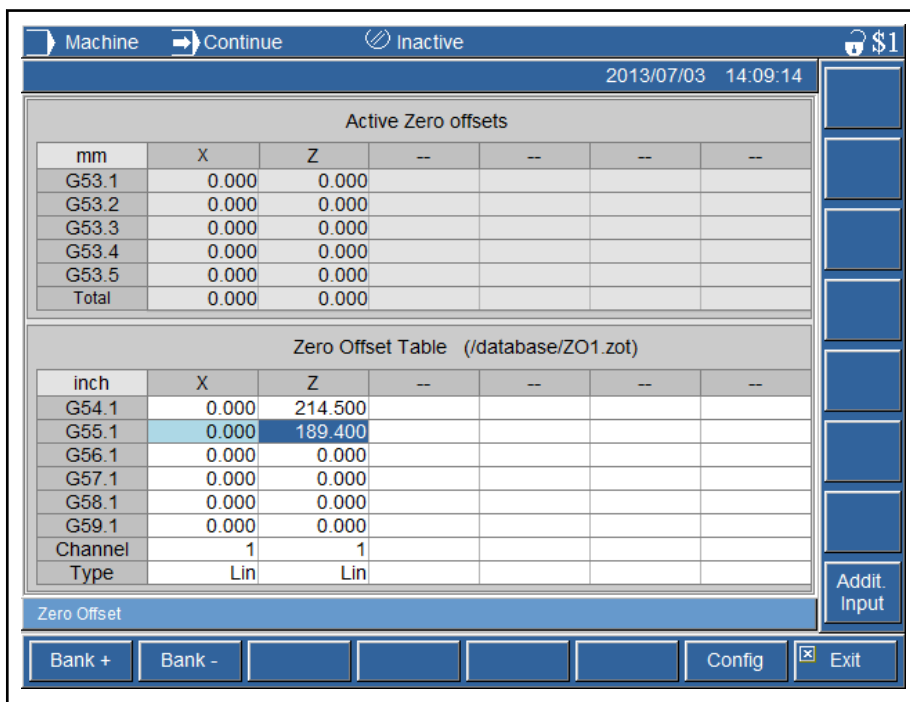 Machine Continue Inactive $1
2013/07/03 14:09:14
Active Zero offsets
mm X Z -- -- -- --
G53.1 0.000 0.000
G53.2 0.000 0.000
G53.3 0.000 0.000
G53.4 0.000 0.000
G53.5 0.000 0.000
Total 0.000 0.000
Zero Offset Table (/database/ZO1.zot)
inch X Z -- -- -- --
G54.1 0.000 214.500
G55.1 0.000 189.400
G56.1 0.000 0.000
G57.1 0.000 0.000
G58.1 0.000 0.000
G59.1 0.000 0.000
Channel 1 1
Type Lin Lin
Addit.
Input
Zero Offset
Bank + Bank - Config Exit